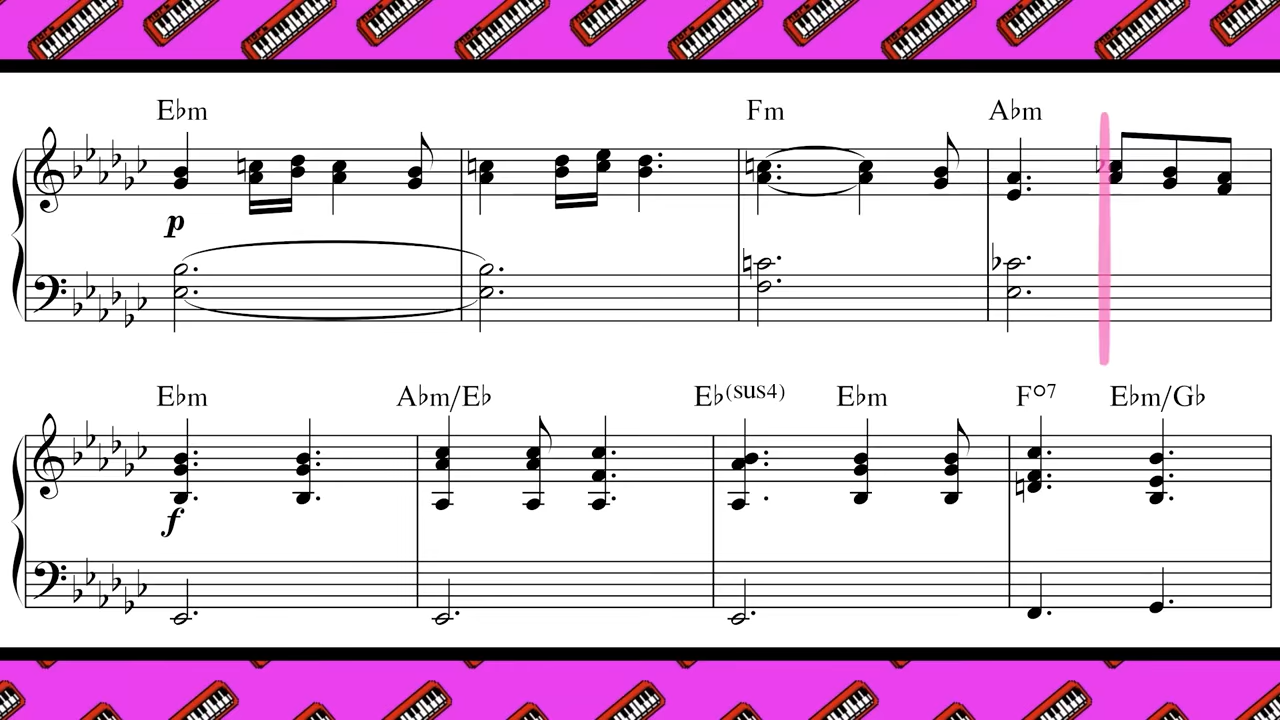 E♭m Fm A♭m
p
E♭m A♭m/E♭ E♭(sus4) E♭m F°7 E♭m/G♭
f